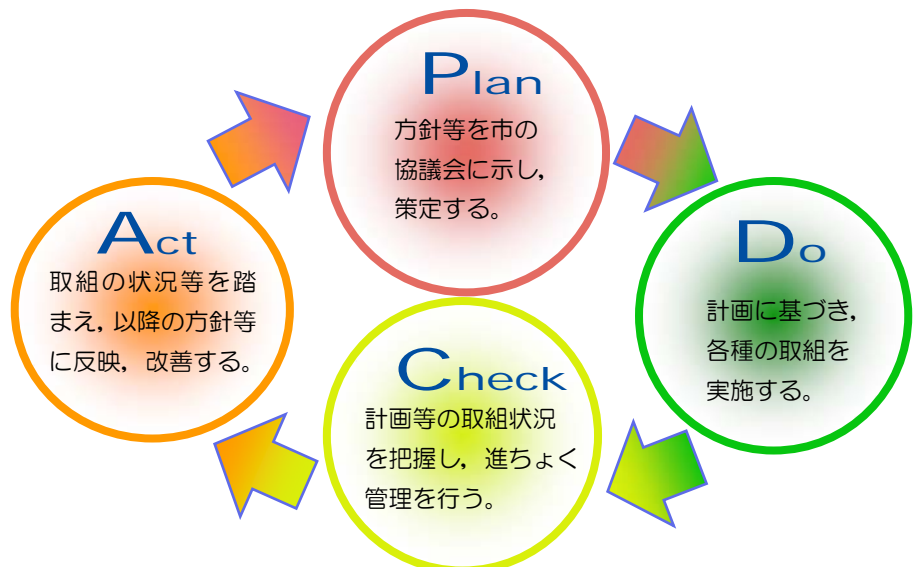 Plan
方針等を市の
協議会に示し，
策定する。
Do
計画に基づき，
各種の取組を
実施する。
Check
計画等の取組状況
を把握し，進ちょく
管理を行う。
Act
取組の状況等を踏
まえ，以降の方針等
に反映，改善する。